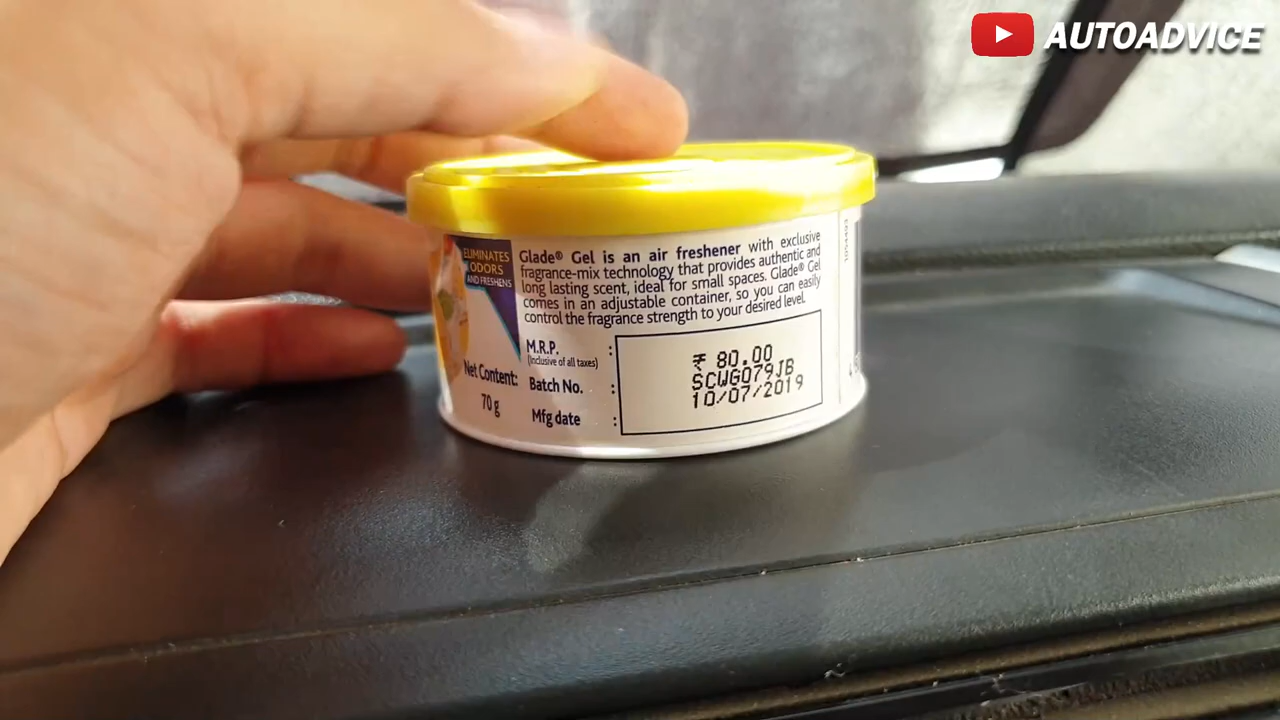 AUTOADVICE
ELIMINATES
ODORS
AND FRESHENS
Glade® Gel is an air freshener with exclusive
fragrance-mix technology that provides authentic and
long lasting scent, ideal for small spaces. Glade® Gel
comes in an adjustable container, so you can easily
control the fragrance strength to your desired level.
Net Content:
70 g
M.R.P. :
(Inclusive of all taxes)
Batch No. :
Mfg date :
₹ 80.00
SCWG079JB
10/07/2019